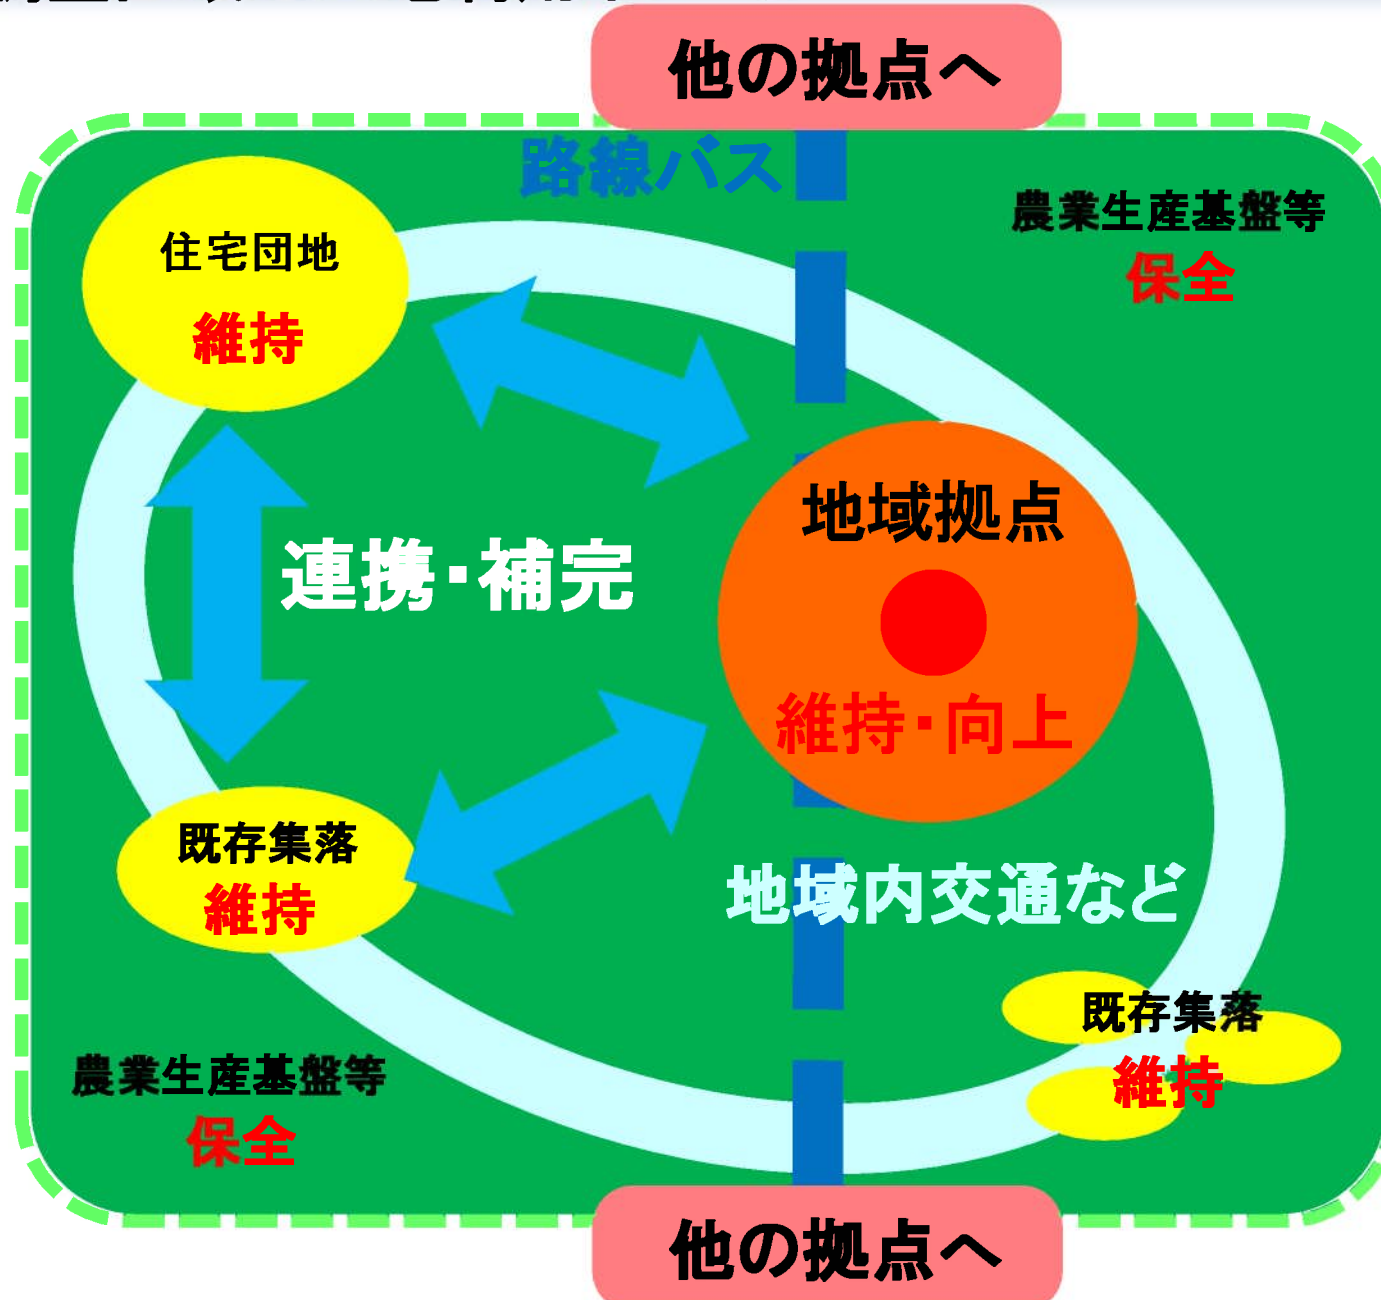 他の拠点へ
路線バス
農業生産基盤等
保全
住宅団地
維持
地域拠点
連携・補完
維持・向上
既存集落
維持
地域内交通など
既存集落
維持
農業生産基盤等
保全
他の拠点へ